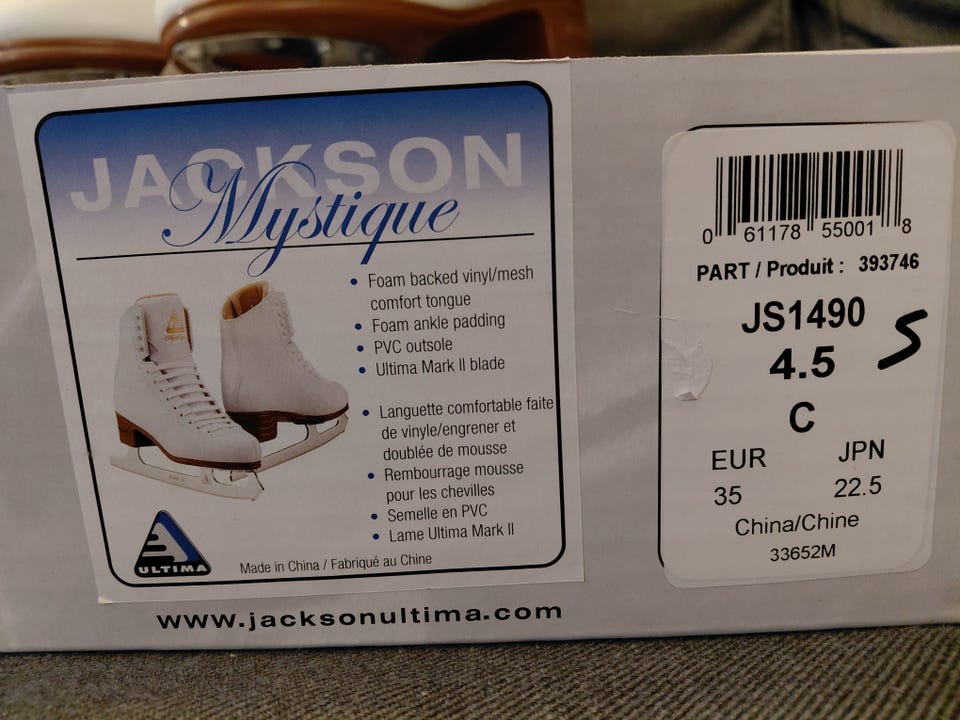 JACKSON
Mystique
• Foam backed vinyl/mesh
comfort tongue
• Foam ankle padding
• PVC outsole
• Ultima Mark II blade
• Languette comfortable faite
de vinyle/engrener et
doublée de mousse
• Rembourrage mousse
pour les chevilles
• Semelle en PVC
• Lame Ultima Mark II
ULTIMA
Made in China / Fabriqué au Chine
www.jacksonultima.com
0 61178 55001 8
PART / Produit : 393746
JS1490
4.5
S
C
EUR JPN
35 22.5
China/Chine
33652M